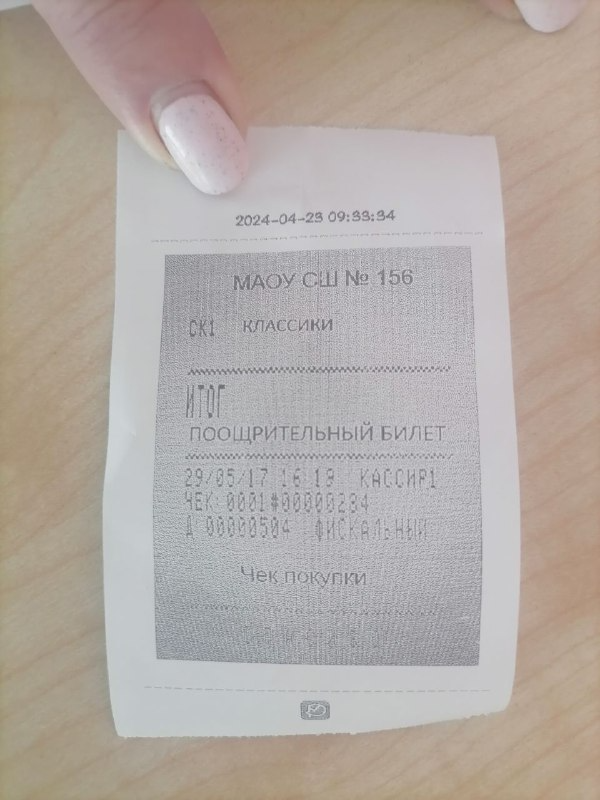 2024-04-23 09:33:34
МАОУ СШ № 156
СК1 КЛАССИКИ
ИТОГ
ПООЩРИТЕЛЬНЫЙ БИЛЕТ
29/05/17 16:19 КАССИР1
ЧЕК 0001#00000284
Д 00000504 ФИСКАЛЬНЫЙ
Чек покупки